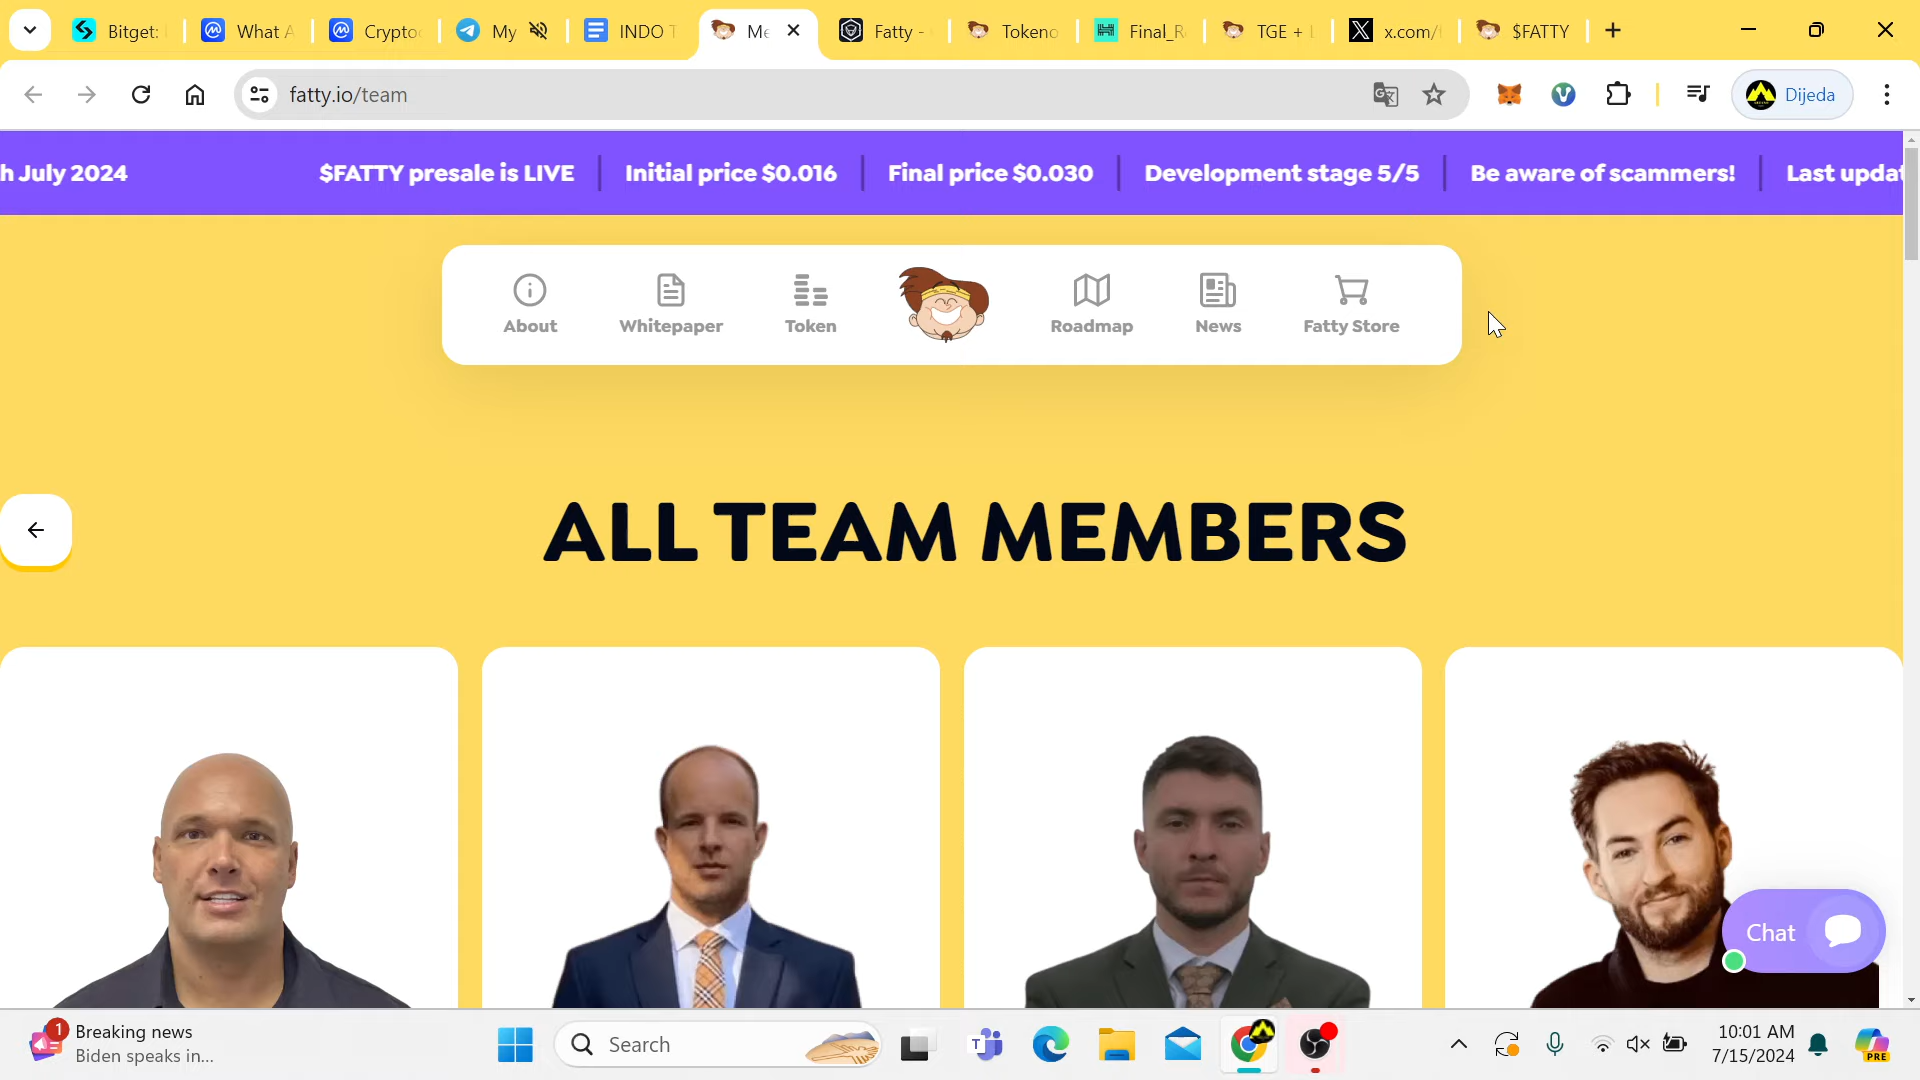 Bitget:
What A
Crypto
My
INDO T
Me
Fatty -
Tokeno
Final_R
TGE + L
x.com/
$FATTY
fatty.io/team
Dijeda
h July 2024
$FATTY presale is LIVE
Initial price $0.016
Final price $0.030
Development stage 5/5
Be aware of scammers!
Last updat
About
Whitepaper
Token
Roadmap
News
Fatty Store
ALL TEAM MEMBERS
Chat
1
Breaking news
Biden speaks in...
Search
10:01 AM
7/15/2024
PRE